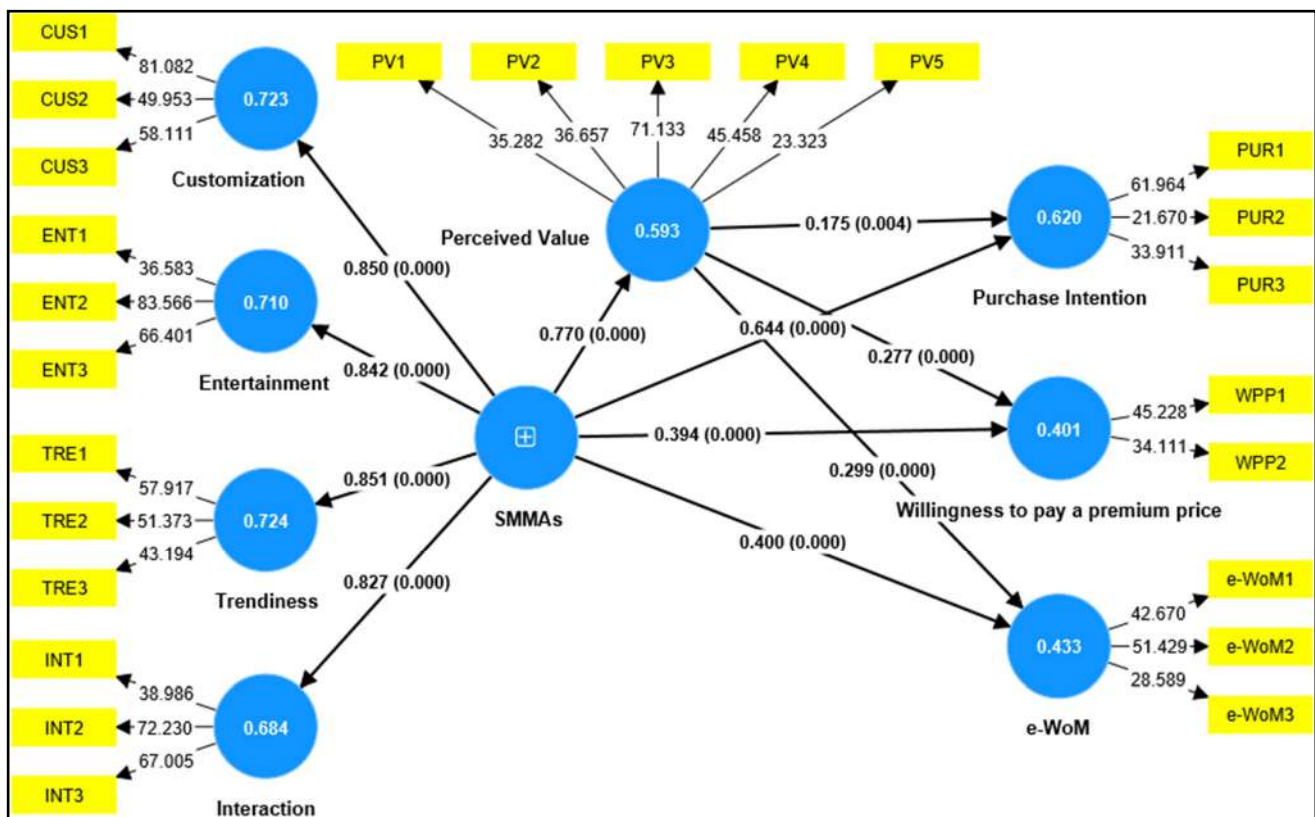 CUS1
81.082
CUS2
49.953
CUS3
58.111
0.723
Customization
ENT1
36.583
ENT2
83.566
ENT3
66.401
0.710
Entertainment
TRE1
57.917
TRE2
51.373
TRE3
43.194
0.724
Trendiness
INT1
38.986
INT2
72.230
INT3
67.005
0.684
Interaction
0.850 (0.000)
0.842 (0.000)
0.851 (0.000)
0.827 (0.000)
SMMAs
PV1
PV2
PV3
PV4
PV5
35.282
36.657
71.133
45.458
23.323
Perceived Value
0.593
0.770 (0.000)
0.175 (0.004)
0.644 (0.000)
0.277 (0.000)
0.394 (0.000)
0.299 (0.000)
0.400 (0.000)
0.620
Purchase Intention
61.964
PUR1
21.670
PUR2
33.911
PUR3
0.401
Willingness to pay a premium price
45.228
WPP1
34.111
WPP2
0.433
e-WoM
42.670
e-WoM1
51.429
e-WoM2
28.589
e-WoM3